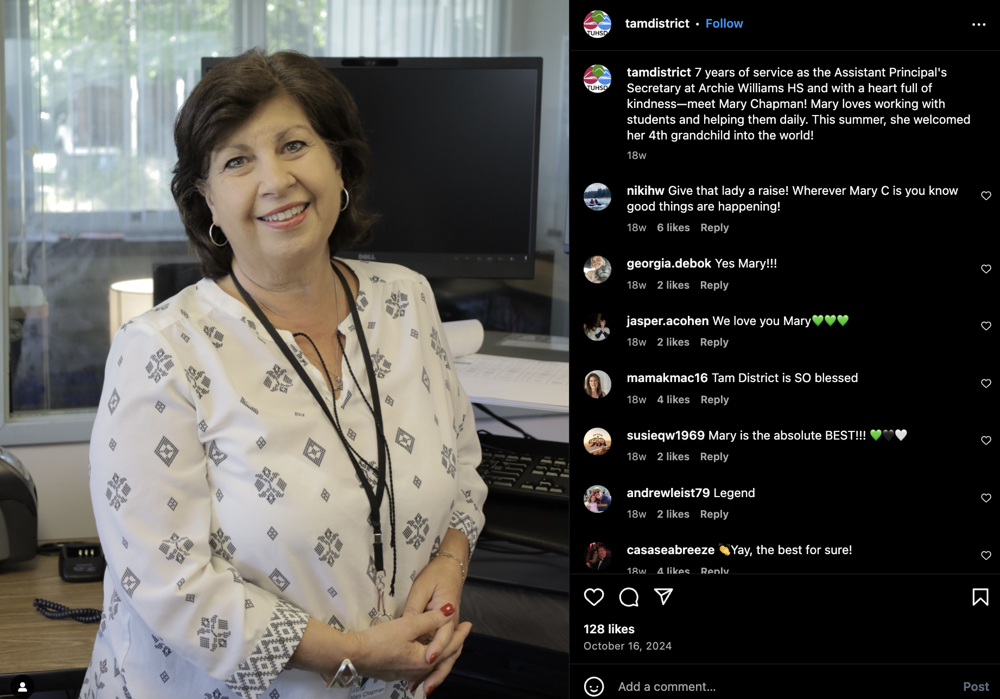 tamdistrict • Follow
TUHSD
tamdistrict 7 years of service as the Assistant Principal's
Secretary at Archie Williams HS and with a heart full of
kindness—meet Mary Chapman! Mary loves working with
students and helping them daily. This summer, she welcomed
her 4th grandchild into the world!
TUHSD
18w
nikihw Give that lady a raise! Wherever Mary C is you know
good things are happening!
18w 6 likes Reply
georgia.debok Yes Mary!!!
18w 2 likes Reply
jasper.acohen We love you Mary💚💚💚
18w 2 likes Reply
mamakmac16 Tam District is SO blessed
18w 4 likes Reply
susieqw1969 Mary is the absolute BEST!!! 💚🖤🤍
18w 2 likes Reply
andrewleist79 Legend
18w 2 likes Reply
casaseabreeze 👏Yay, the best for sure!
18w 4 likes Reply
128 likes
October 16, 2024
Add a comment...
Post
DELL
Mary Chapman